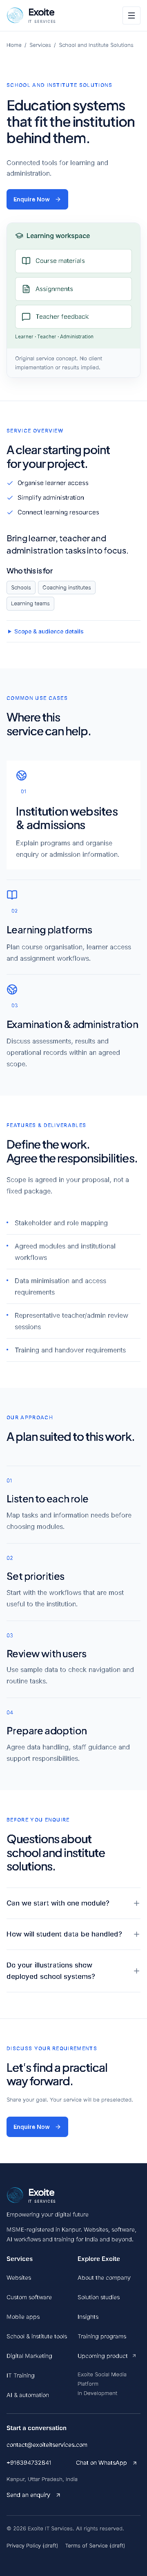 Exoite
IT SERVICES
Home / Services / School and Institute Solutions
SCHOOL AND INSTITUTE SOLUTIONS
Education systems
that fit the institution
behind them.
Connected tools for learning and
administration.
Enquire Now →
Learning workspace
Course materials
Assignments
Teacher feedback
Learner · Teacher · Administration
Original service concept. No client
implementation or results implied.
SERVICE OVERVIEW
A clear starting point
for your project.
Organise learner access
Simplify administration
Connect learning resources
Bring learner, teacher and
administration tasks into focus.
Who this is for
Schools
Coaching institutes
Learning teams
Scope & audience details
COMMON USE CASES
Where this
service can help.
01
Institution websites
& admissions
Explain programs and organise
enquiry or admission information.
02
Learning platforms
Plan course organisation, learner access
and assignment workflows.
03
Examination & administration
Discuss assessments, results and
operational records within an agreed
scope.
FEATURES & DELIVERABLES
Define the work.
Agree the responsibilities.
Scope is agreed in your proposal, not a
fixed package.
Stakeholder and role mapping
Agreed modules and institutional
workflows
Data minimisation and access
requirements
Representative teacher/admin review
sessions
Training and handover requirements
OUR APPROACH
A plan suited to this work.
01
Listen to each role
Map tasks and information needs before
choosing modules.
02
Set priorities
Start with the workflows that are most
useful to the institution.
03
Review with users
Use sample data to check navigation and
routine tasks.
04
Prepare adoption
Agree data handling, staff guidance and
support responsibilities.
BEFORE YOU ENQUIRE
Questions about
school and institute
solutions.
Can we start with one module? +
How will student data be handled? +
Do your illustrations show
deployed school systems? +
DISCUSS YOUR REQUIREMENTS
Let's find a practical
way forward.
Share your goal. Your service will be preselected.
Enquire Now →
Exoite
IT SERVICES
Empowering your digital future
MSME-registered in Kanpur. Websites, software,
AI workflows and training for India and beyond.
Services
Websites
Custom software
Mobile apps
School & institute tools
Digital Marketing
IT Training
AI & automation
Explore Exoite
About the company
Solution studies
Insights
Training programs
Upcoming product ↗
Exoite Social Media
Platform
In Development
Start a conversation
contact@exoiteitservices.com
+916394732641
Chat on WhatsApp ↗
Kanpur, Uttar Pradesh, India
Send an enquiry ↗
© 2026 Exoite IT Services. All rights reserved.
Privacy Policy (draft) Terms of Service (draft)